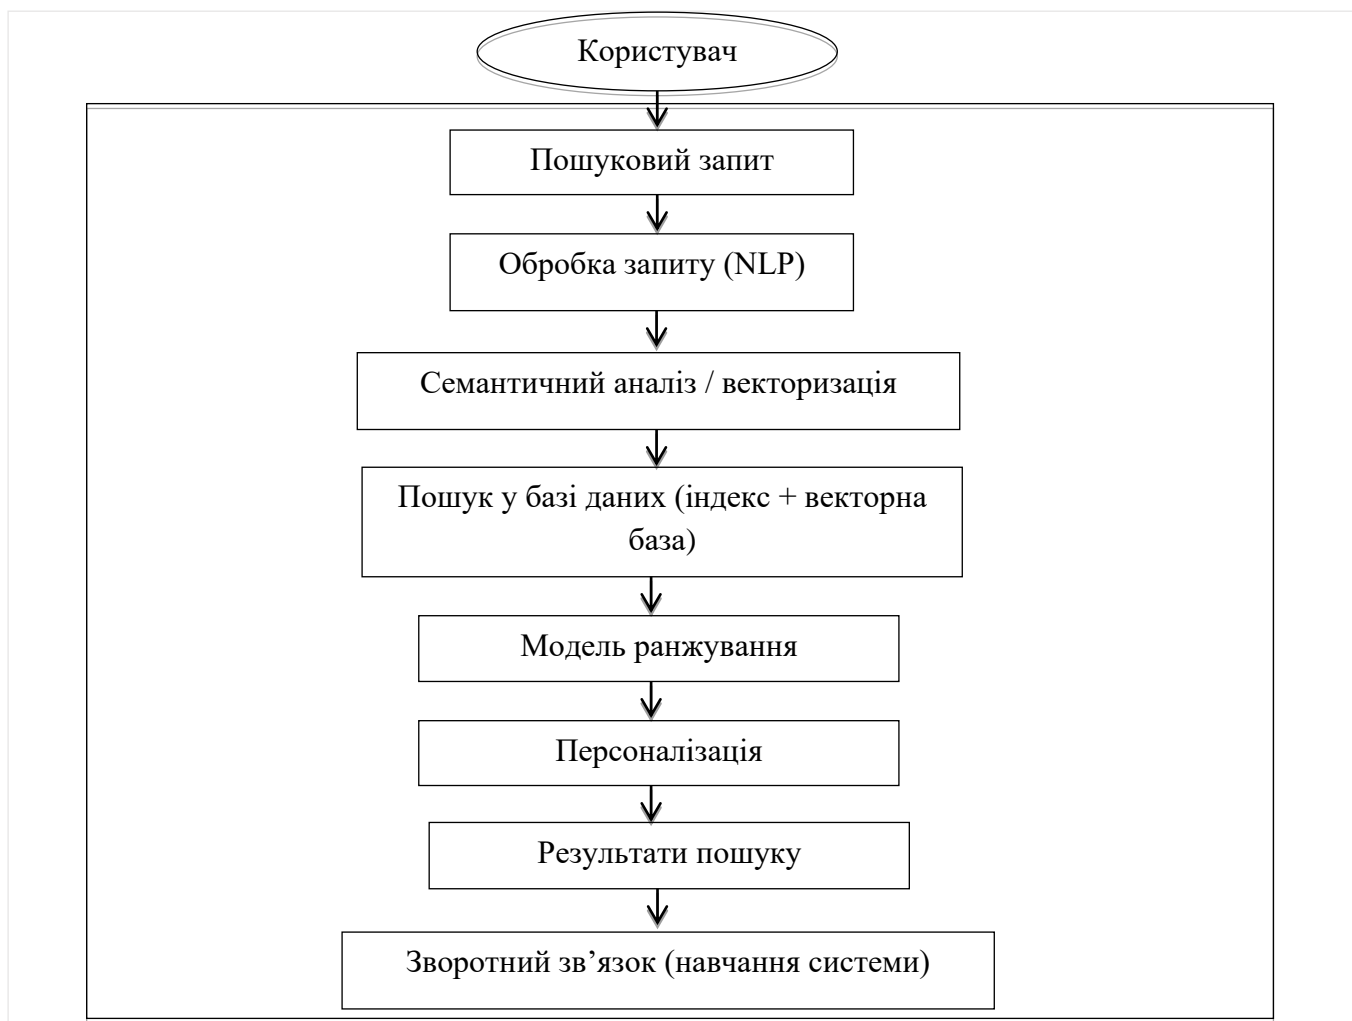 Користувач
Пошуковий запит
Обробка запиту (NLP)
Семантичний аналіз / векторизація
Пошук у базі даних (індекс + векторна
база)
Модель ранжування
Персоналізація
Результати пошуку
Зворотний зв’язок (навчання системи)